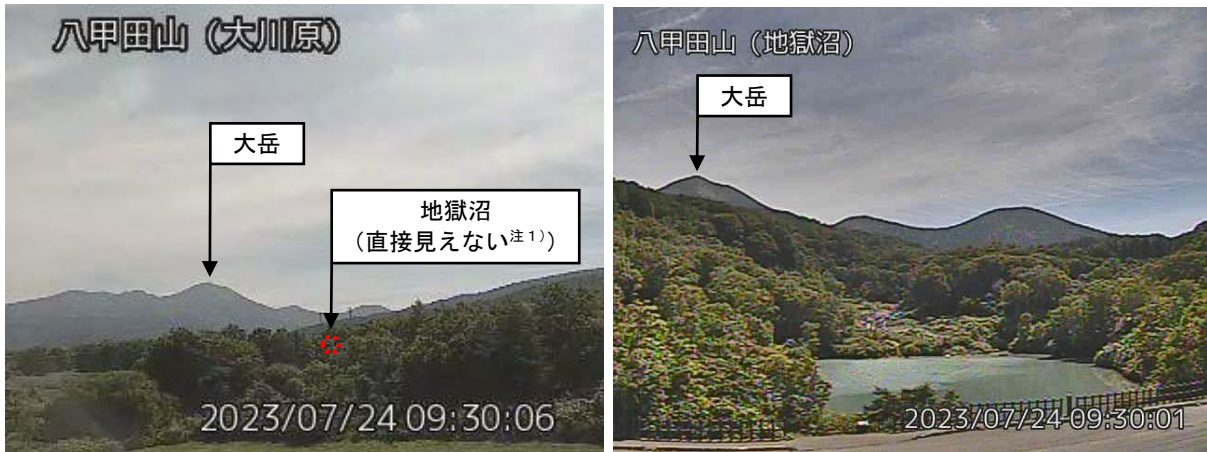 八甲田山（大川原）
大岳
地獄沼
（直接見えない注１））
2023/07/24 09:30:06
八甲田山（地獄沼）
大岳
2023/07/24 09:30:01